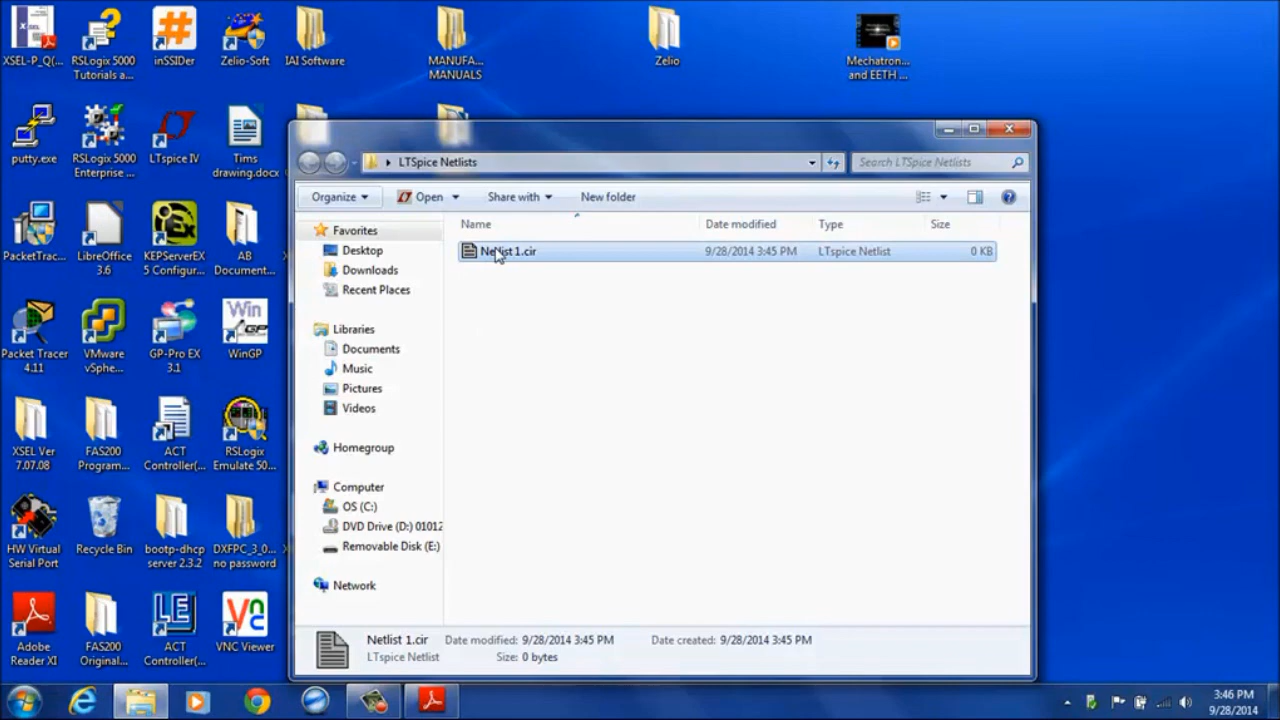 XSEL-P_Q(...
RSLogix 5000
Tutorials a...
inSSIDer
Zelio-Soft
IAI Software
MANUFA...
MANUALS
Zelio
Mechatron...
and EETH ...
putty.exe
RSLogix 5000
Enterprise ...
LTspice IV
Tims
drawing.docx
PacketTrac...
LibreOffice
3.6
KEPServerEX
5 Configur...
AB
Document...
Packet Tracer
4.11
VMware
vSphe...
GP-Pro EX
3.1
Win
GP
WinGP
XSEL Ver
7.07.08
FAS200
Program...
ACT
Controller(...
RSLogix
Emulate 50...
HW Virtual
Serial Port
Recycle Bin
bootp-dhcp
server 2.3.2
DXFPC_3_0...
no password
Adobe
Reader XI
FAS200
Original...
LE
ACT
Controller(...
VNC Viewer
LTSpice Netlists
Search LTSpice Netlists
Organize
Open
Share with
New folder
Name
Date modified
Type
Size
Netlist 1.cir
9/28/2014 3:45 PM
LTspice Netlist
0 KB
Favorites
Desktop
Downloads
Recent Places
Libraries
Documents
Music
Pictures
Videos
Homegroup
Computer
OS (C:)
DVD Drive (D:) 01012
Removable Disk (E:)
Network
Netlist 1.cir Date modified: 9/28/2014 3:45 PM Date created: 9/28/2014 3:45 PM
LTspice Netlist Size: 0 bytes
3:46 PM
9/28/2014